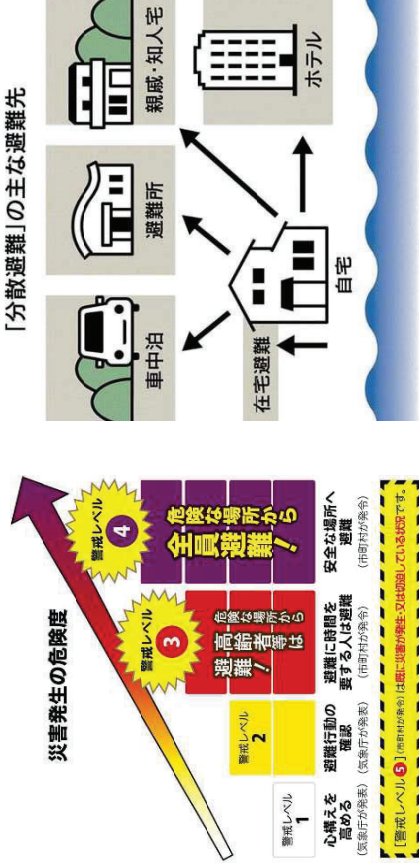 災害発生の危険度
警戒レベル
4
危険な場所から
全員避難！
警戒レベル
3
危険な場所から
高齢者等は
避難！
警戒レベル
2
警戒レベル
1
心構えを
高める
(気象庁が発表)
避難行動の
確認
(気象庁が発表)
避難に時間を
要する人は避難
(市町村が発令)
安全な場所へ
避難
(市町村が発令)
[警戒レベル5](市町村が発令)は既に災害が発生・又は切迫している状況です。
「分散避難」の主な避難先
車中泊
避難所
親戚・知人宅
在宅避難
自宅
ホテル